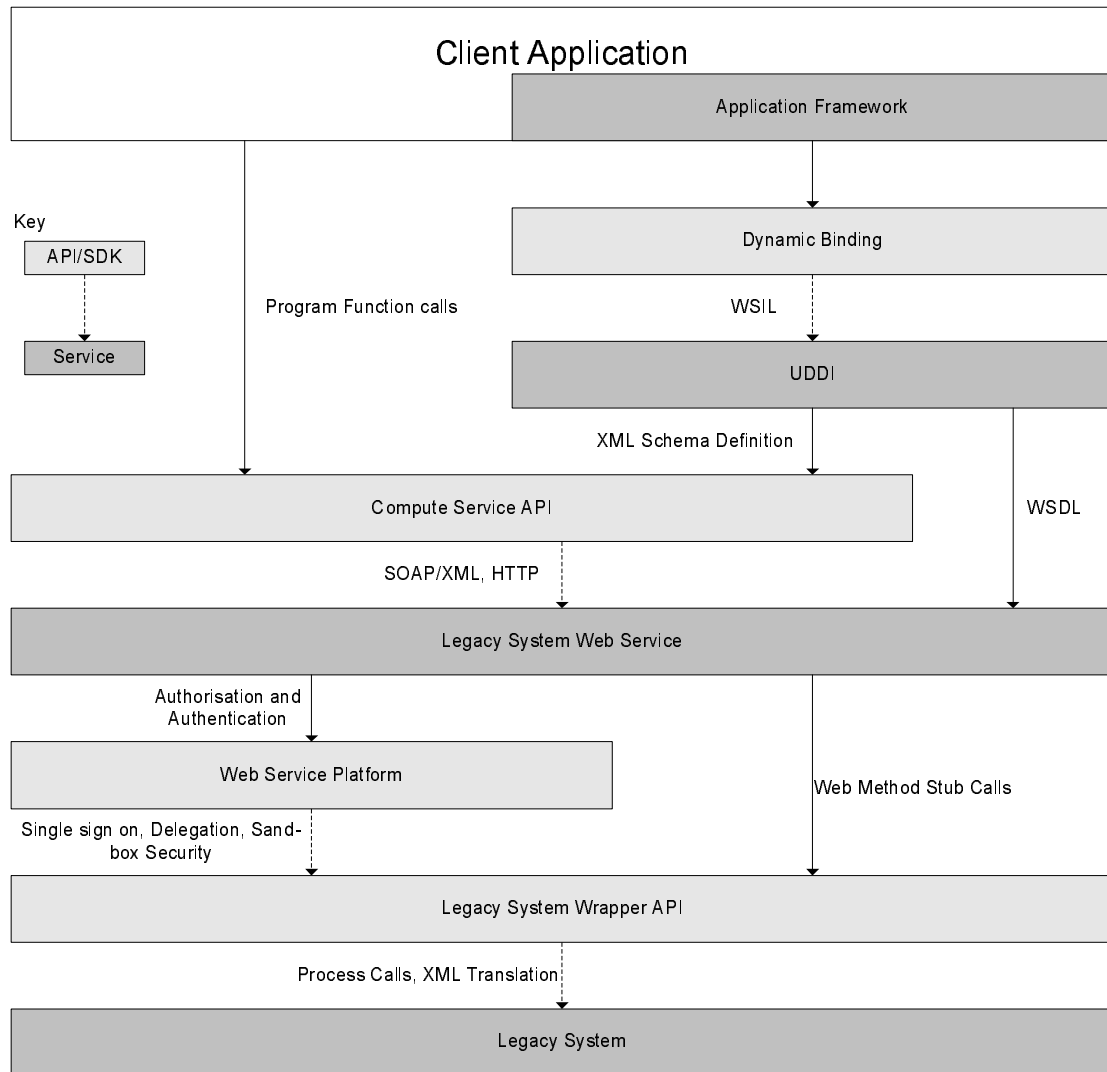 Client Application
Application Framework
Key
API/SDK
Dynamic Binding
Program Function calls
WSIL
Service
UDDI
XML Schema Definition
Compute Service API
WSDL
SOAP/XML, HTTP
Legacy System Web Service
Authorisation and
Authentication
Web Service Platform
Web Method Stub Calls
Single sign on, Delegation, Sand-
box Security
Legacy System Wrapper API
Process Calls, XML Translation
Legacy System